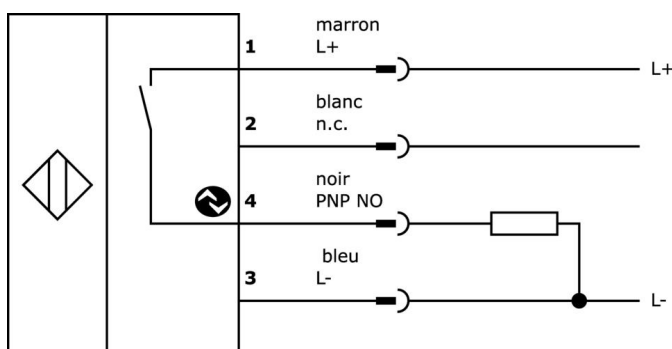 marron
1 L+ L+
blanc
2 n.c.
noir
4 PNP NO
bleu
3 L- L-